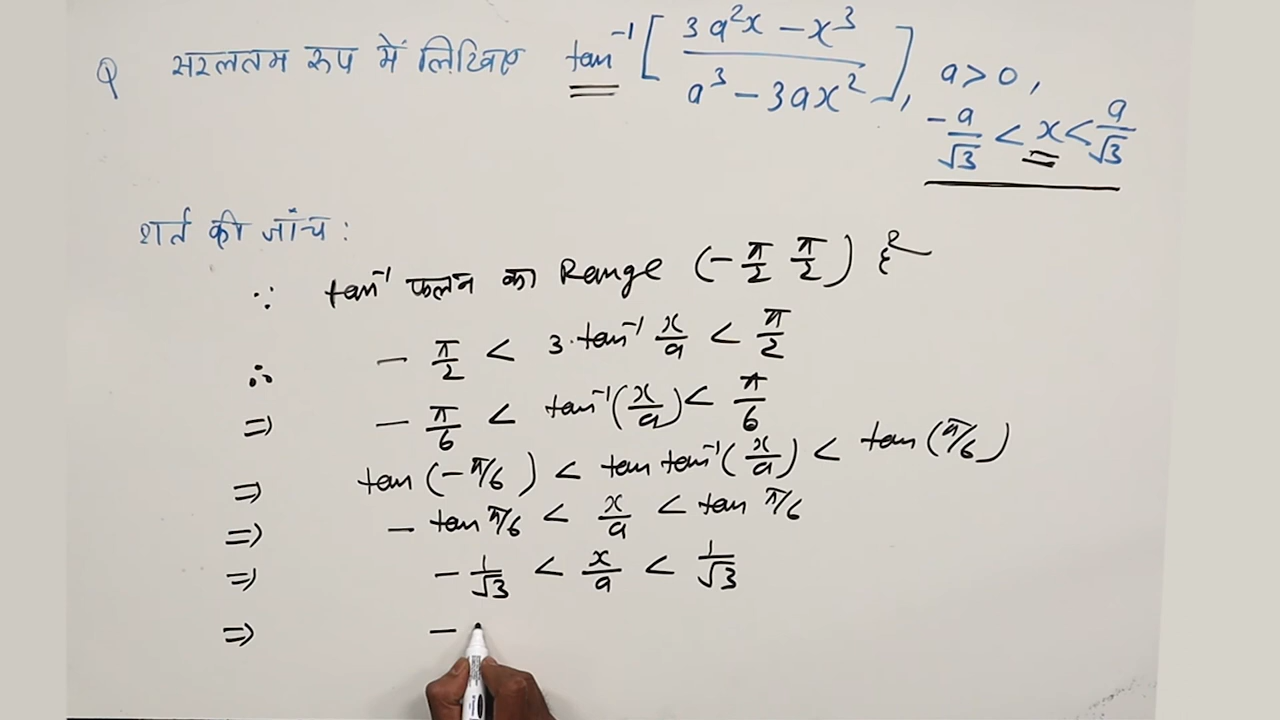 Q सरलतम रूप में लिखिए tan⁻¹ [ (3a²x − x³) / (a³ − 3ax²) ], a > 0,
−a/√3 < x < a/√3
शर्त की जांच :
∵ tan⁻¹ फलन का Range (−π/2 π/2) है
∴ − π/2 < 3·tan⁻¹ x/a < π/2
⇒ − π/6 < tan⁻¹(x/a) < π/6
⇒ tan(−π/6) < tan tan⁻¹(x/a) < tan(π/6)
⇒ − tan π/6 < x/a < tan π/6
⇒ − 1/√3 < x/a < 1/√3
⇒ −